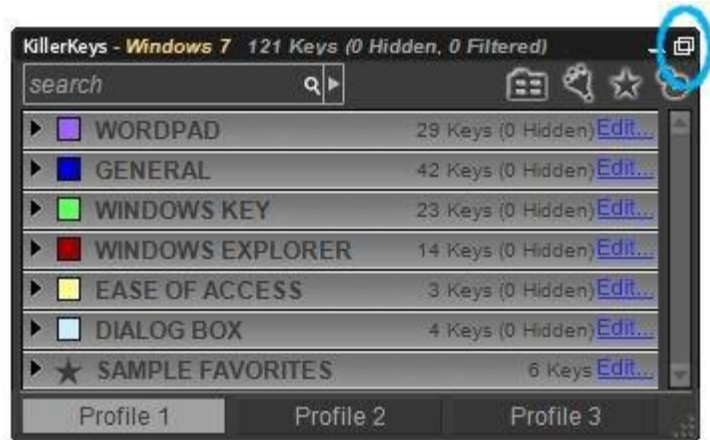 KillerKeys - Windows 7 121 Keys (0 Hidden, 0 Filtered)
search
WORDPAD 29 Keys (0 Hidden) Edit...
GENERAL 42 Keys (0 Hidden) Edit...
WINDOWS KEY 23 Keys (0 Hidden) Edit...
WINDOWS EXPLORER 14 Keys (0 Hidden) Edit...
EASE OF ACCESS 3 Keys (0 Hidden) Edit...
DIALOG BOX 4 Keys (0 Hidden) Edit...
SAMPLE FAVORITES 6 Keys Edit...
Profile 1 Profile 2 Profile 3